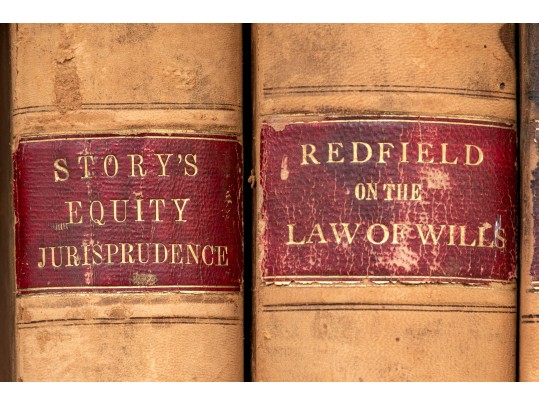 STORY'S
EQUITY
JURISPRUDENCE
REDFIELD
ON THE
LAW OF WILLS